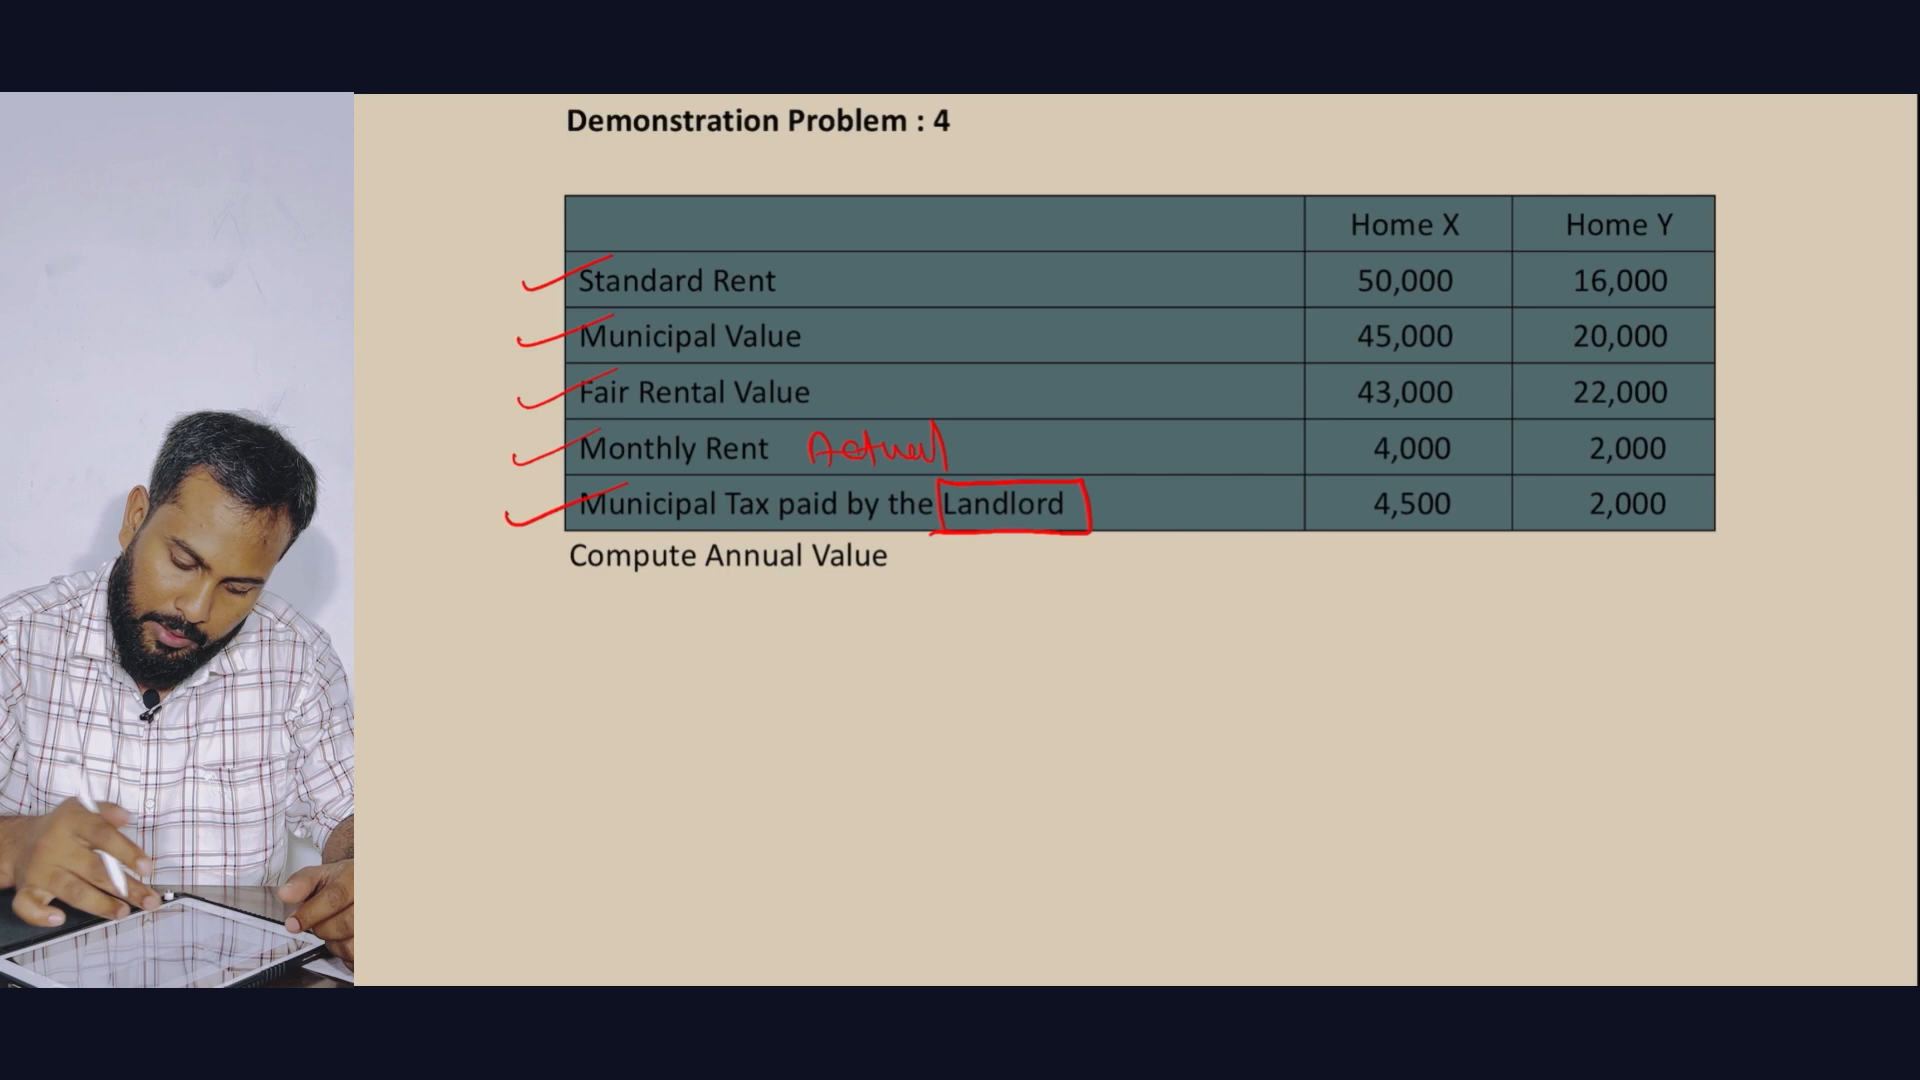 Demonstration Problem : 4
Home X Home Y
Standard Rent 50,000 16,000
Municipal Value 45,000 20,000
Fair Rental Value 43,000 22,000
Monthly Rent Actual 4,000 2,000
Municipal Tax paid by the Landlord 4,500 2,000
Compute Annual Value